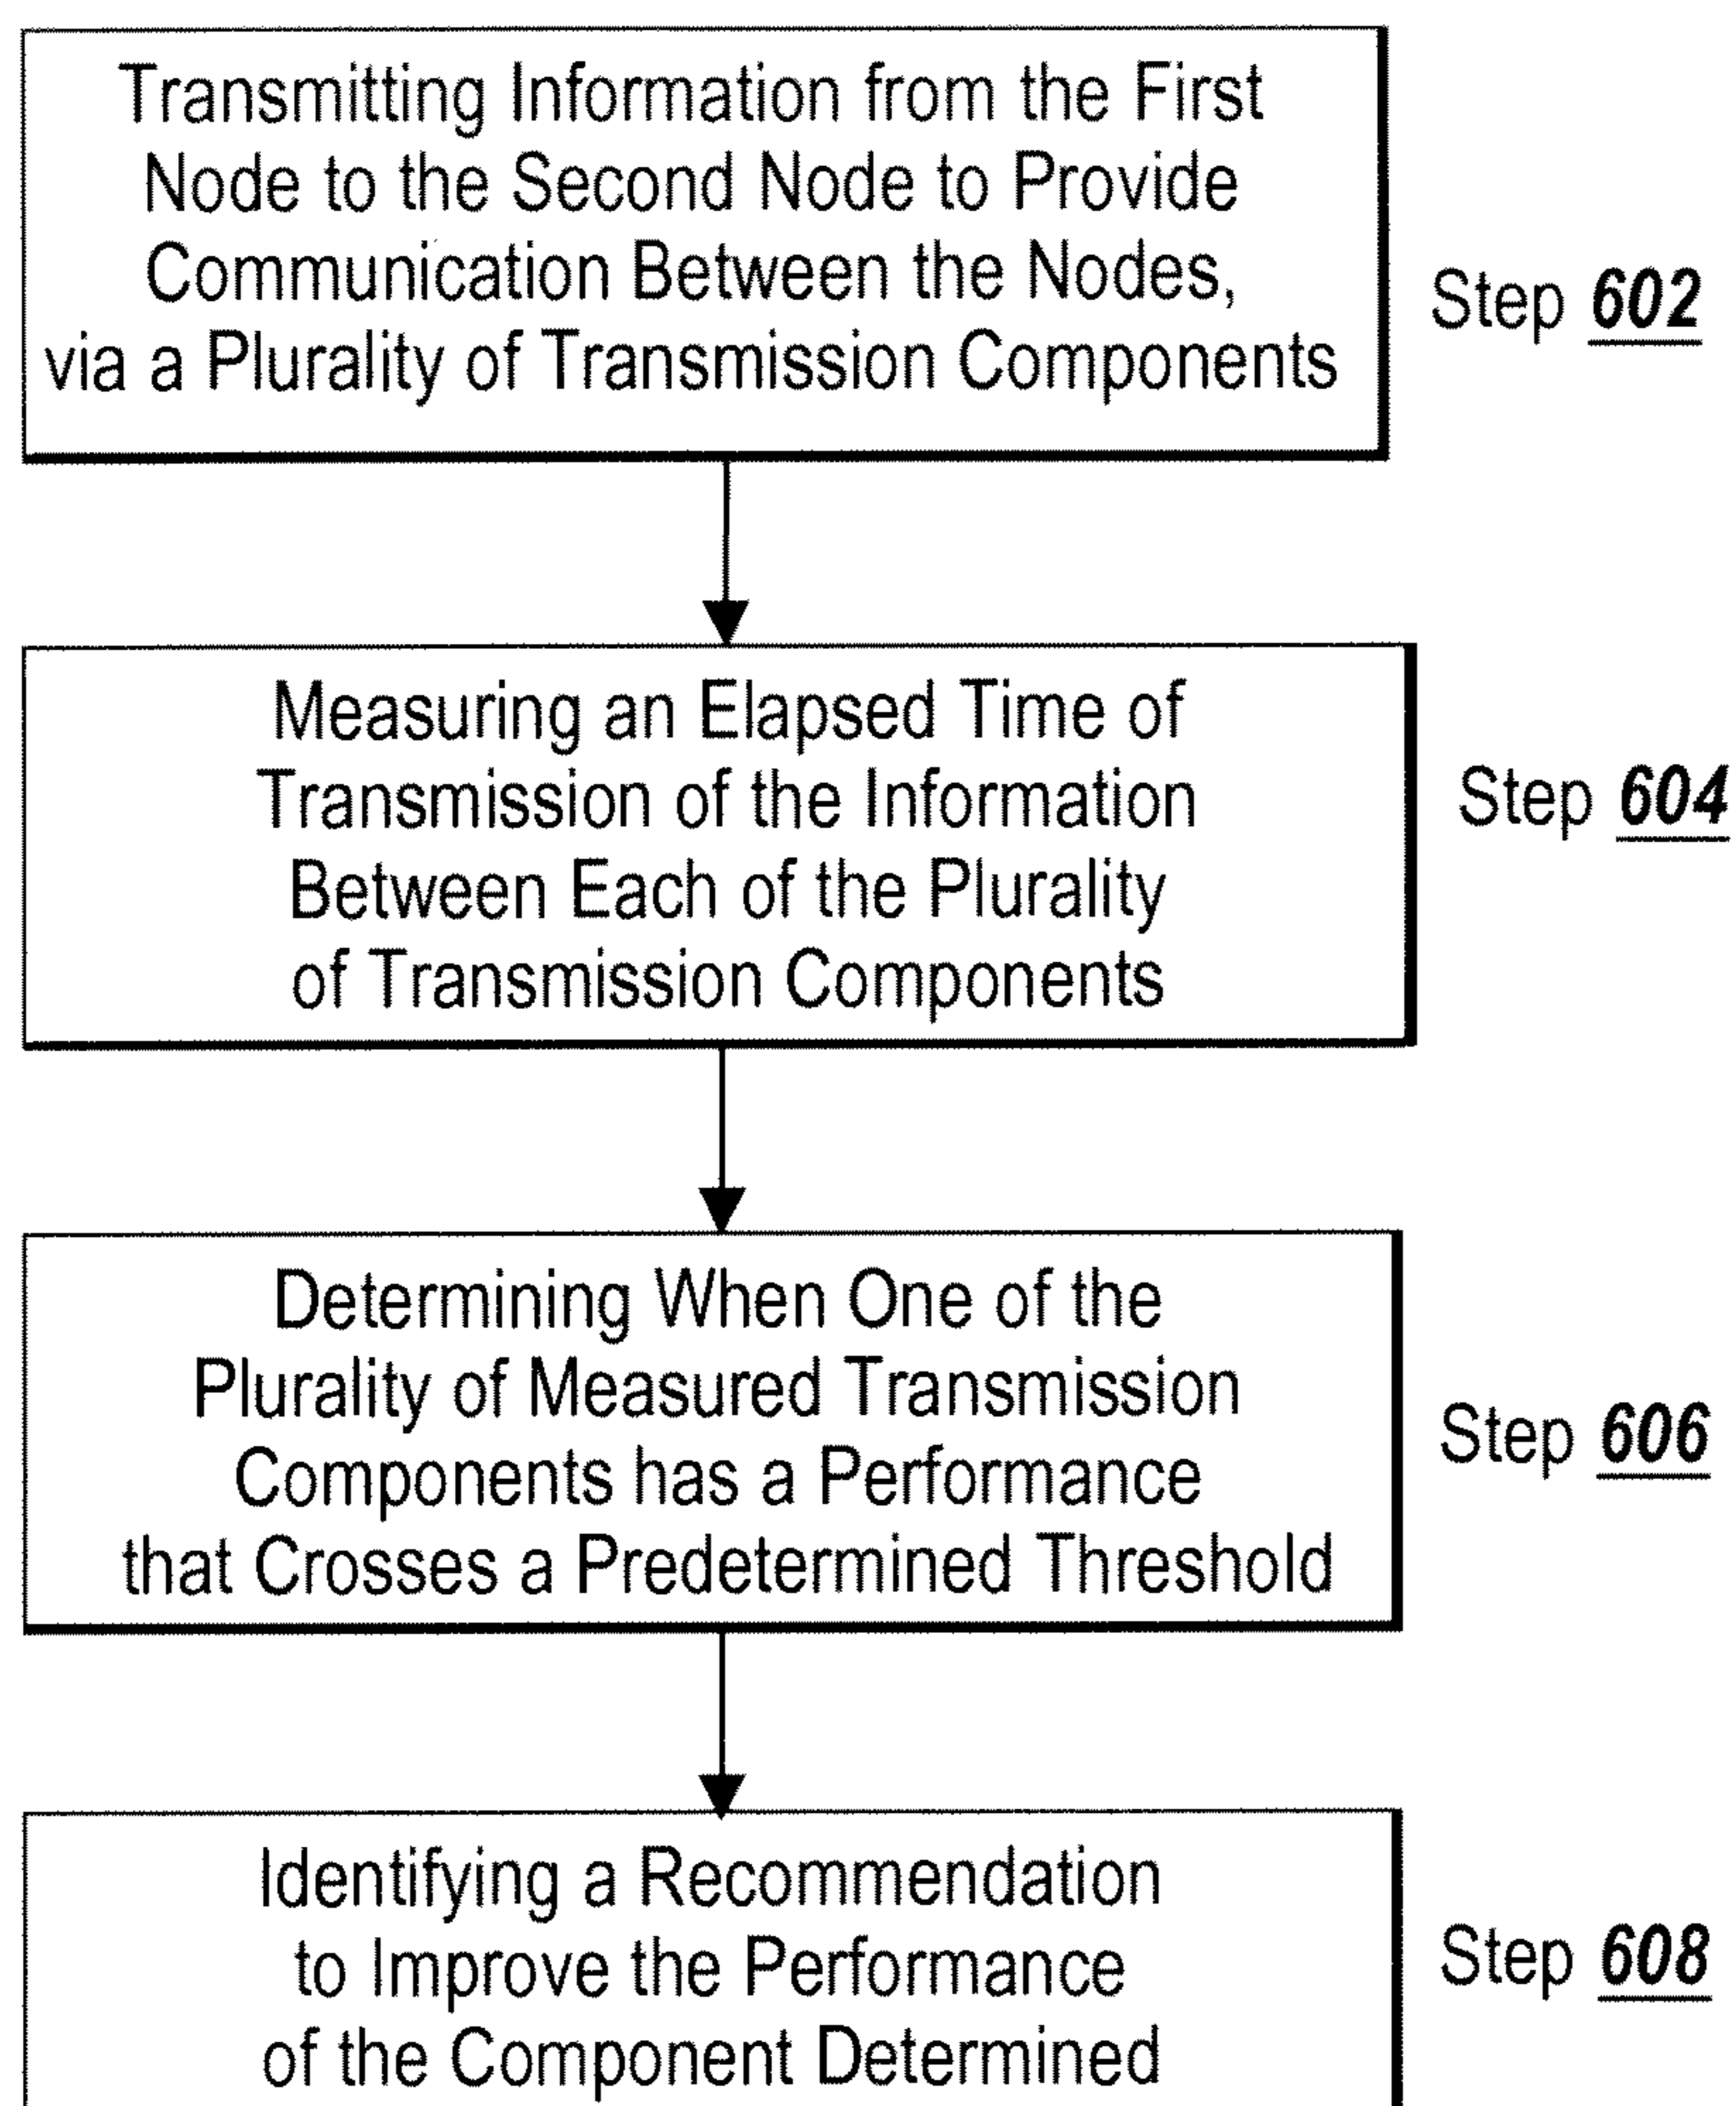 Transmitting Information from the First
Node to the Second Node to Provide
Communication Between the Nodes,
via a Plurality of Transmission Components
Step 602
Measuring an Elapsed Time of
Transmission of the Information
Between Each of the Plurality
of Transmission Components
Step 604
Determining When One of the
Plurality of Measured Transmission
Components has a Performance
that Crosses a Predetermined Threshold
Step 606
Identifying a Recommendation
to Improve the Performance
of the Component Determined
Step 608